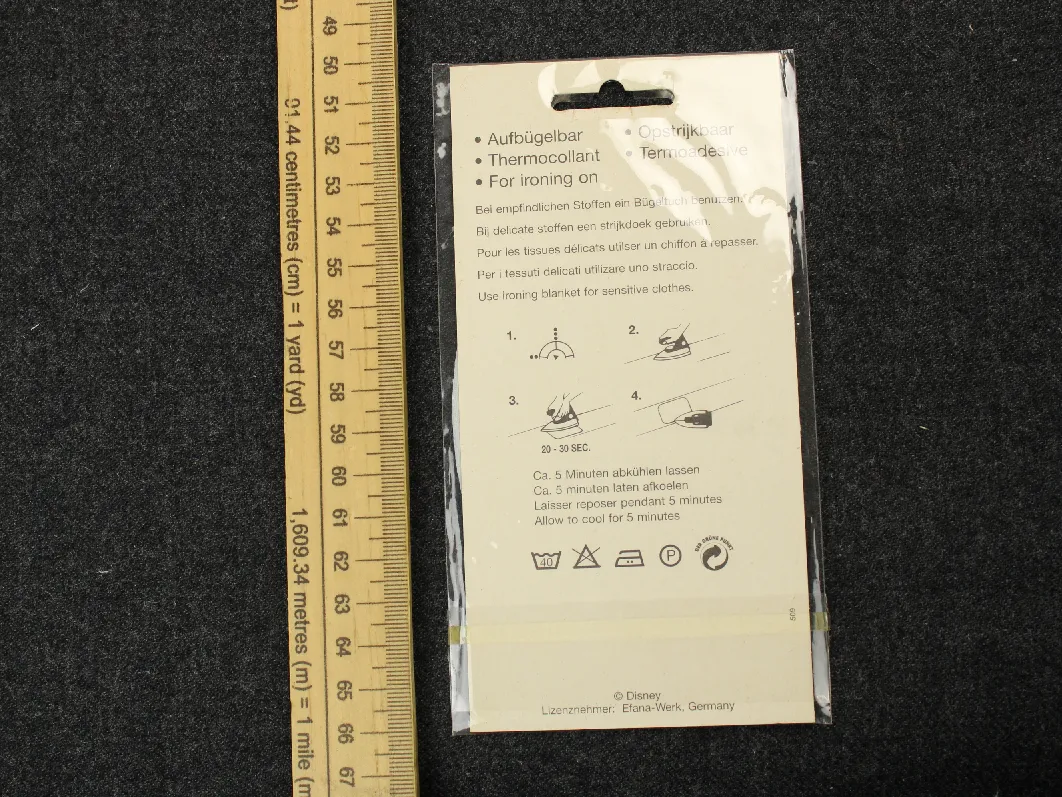 t)
49
50
51
52
53
54
55
56
57
58
59
60
61
62
63
64
65
66
67
91.44 centimetres (cm) = 1 yard (yd)
1,609.34 metres (m) = 1 mile (m
• Aufbügelbar
• Thermocollant
• For ironing on
• Opstrijkbaar
• Termoadesive
Bei empfindlichen Stoffen ein Bügeltuch benutzen.
Bij delicate stoffen een strijkdoek gebruiken.
Pour les tissues délicats utilser un chiffon à repasser.
Per i tessuti delicati utilizare uno straccio.
Use ironing blanket for sensitive clothes.
1.
2.
3.
4.
20 - 30 SEC.
Ca. 5 Minuten abkühlen lassen
Ca. 5 minuten laten afkoelen
Laisser reposer pendant 5 minutes
Allow to cool for 5 minutes
40
P
DER GRÜNE PUNKT
509
© Disney
Lizenznehmer: Efana-Werk, Germany